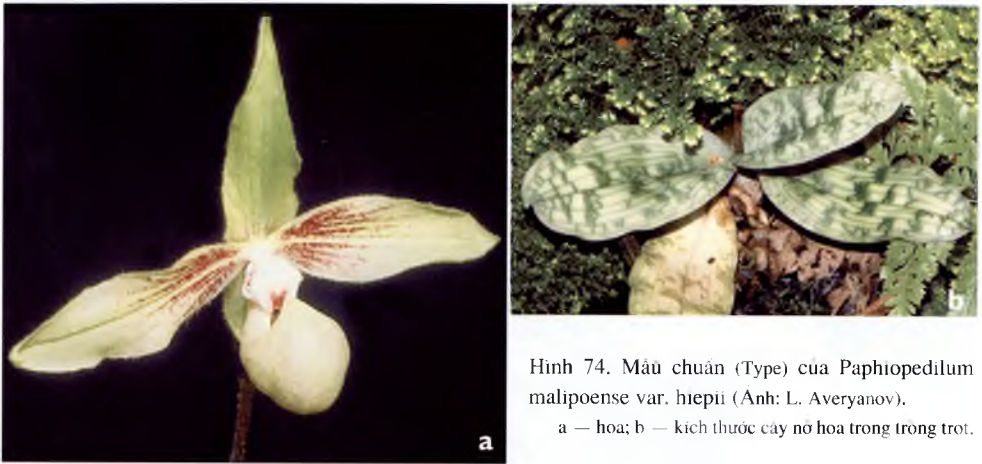 a
b
Hình 74. Mẫu chuẩn (Type) của Paphiopedilum
malipoense var. hiepii (Ảnh: L. Averyanov).
a — hoa; b — kích thước cây nở hoa trong trồng trọt.